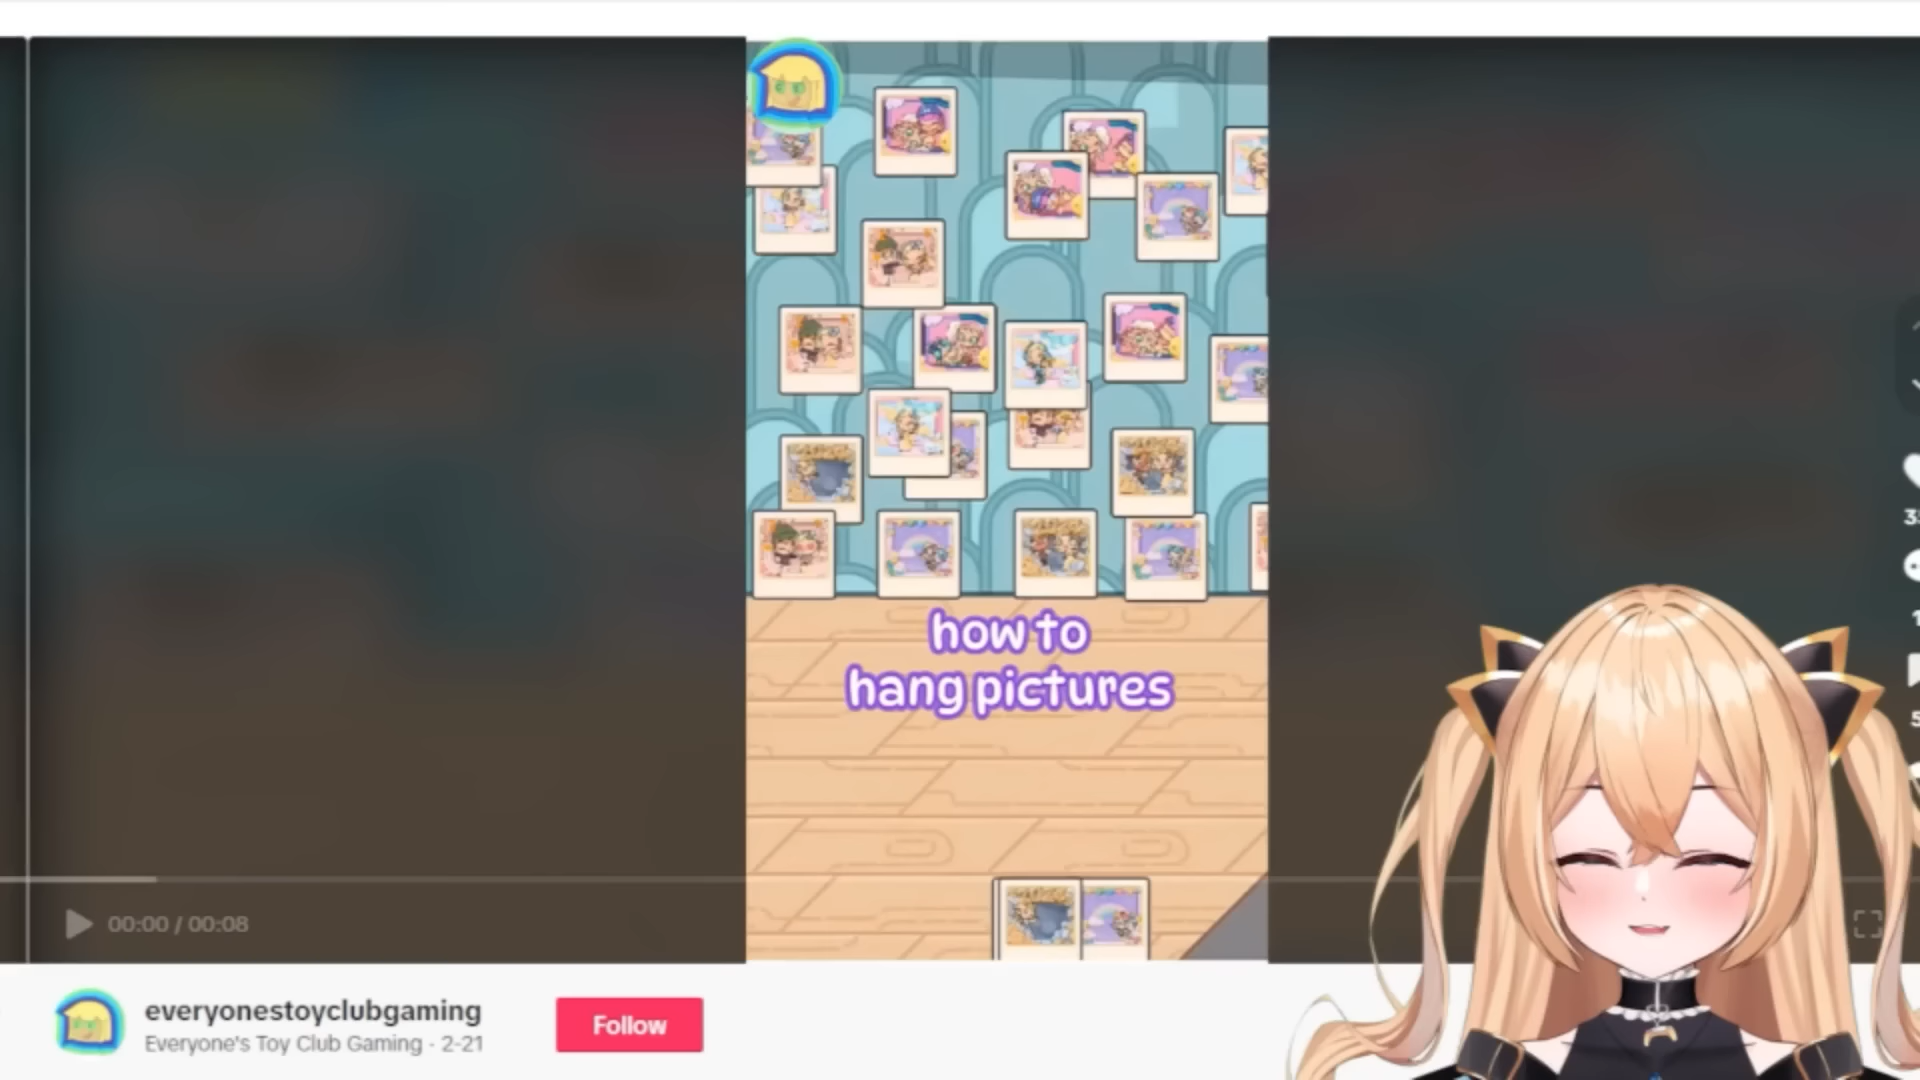 how to
hang pictures
00:00 / 00:08
everyonestoyclubgaming
Everyone's Toy Club Gaming · 2-21
Follow